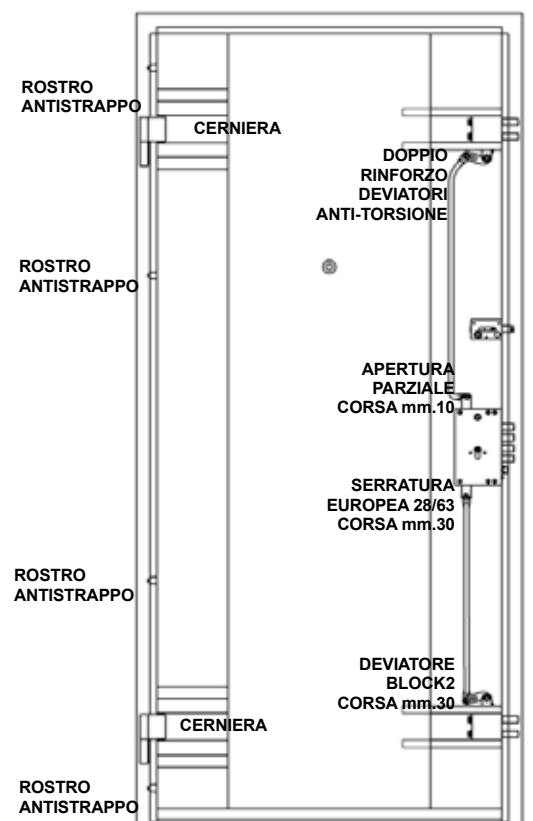 ROSTRO
ANTISTRAPPO
CERNIERA
DOPPIO
RINFORZO
DEVIATORI
ANTI-TORSIONE
ROSTRO
ANTISTRAPPO
APERTURA
PARZIALE
CORSA mm.10
SERRATURA
EUROPEA 28/63
CORSA mm.30
ROSTRO
ANTISTRAPPO
DEVIATORE
BLOCK2
CORSA mm.30
CERNIERA
ROSTRO
ANTISTRAPPO